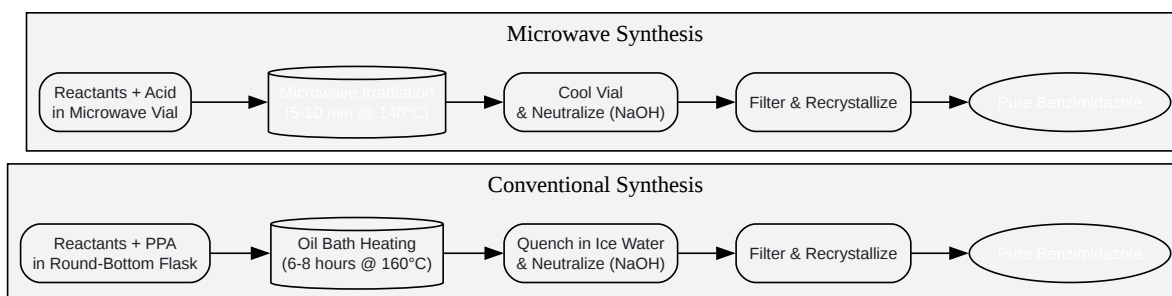 Microwave Synthesis
Reactants + Acid
in Microwave Vial
Microwave Irradiation
(5-10 min @ 140°C)
Cool Vial
& Neutralize (NaOH)
Filter & Recrystallize
Pure Benzimidazole
Conventional Synthesis
Reactants + PPA
in Round-Bottom Flask
Oil Bath Heating
(6-8 hours @ 160°C)
Quench in Ice Water
& Neutralize (NaOH)
Filter & Recrystallize
Pure Benzimidazole